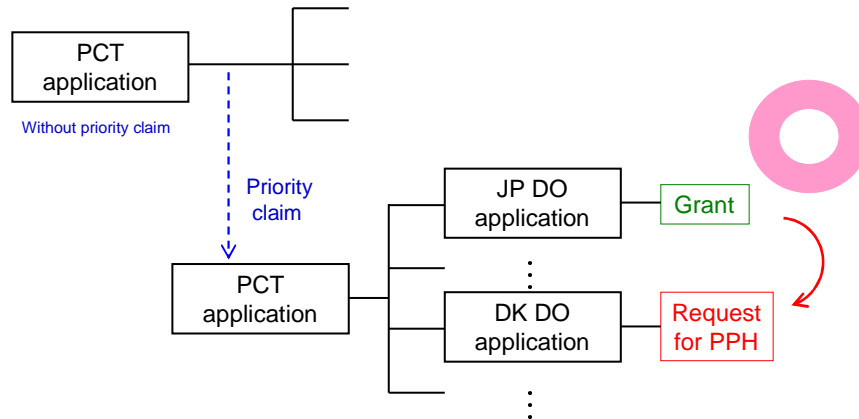 PCT
application
Without priority claim
Priority
claim
PCT
application
JP DO
application
Grant
DK DO
application
Request
for PPH